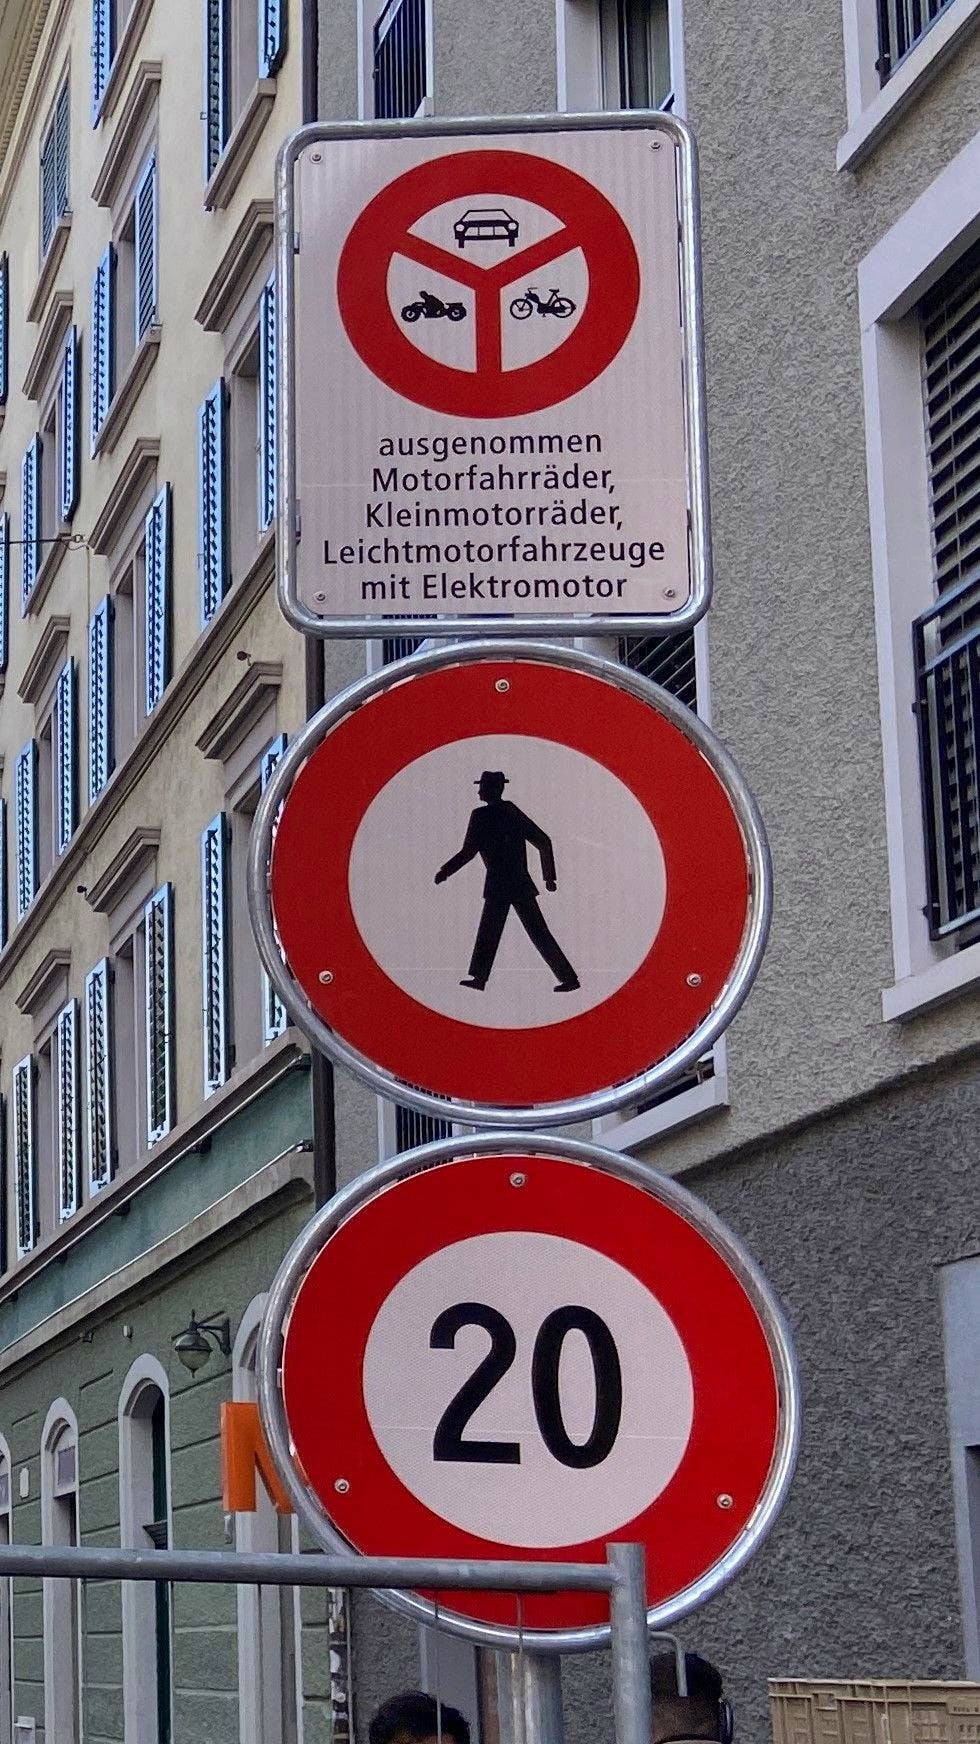 ausgenommen
Motorfahrräder,
Kleinmotorräder,
Leichtmotorfahrzeuge
mit Elektromotor
20